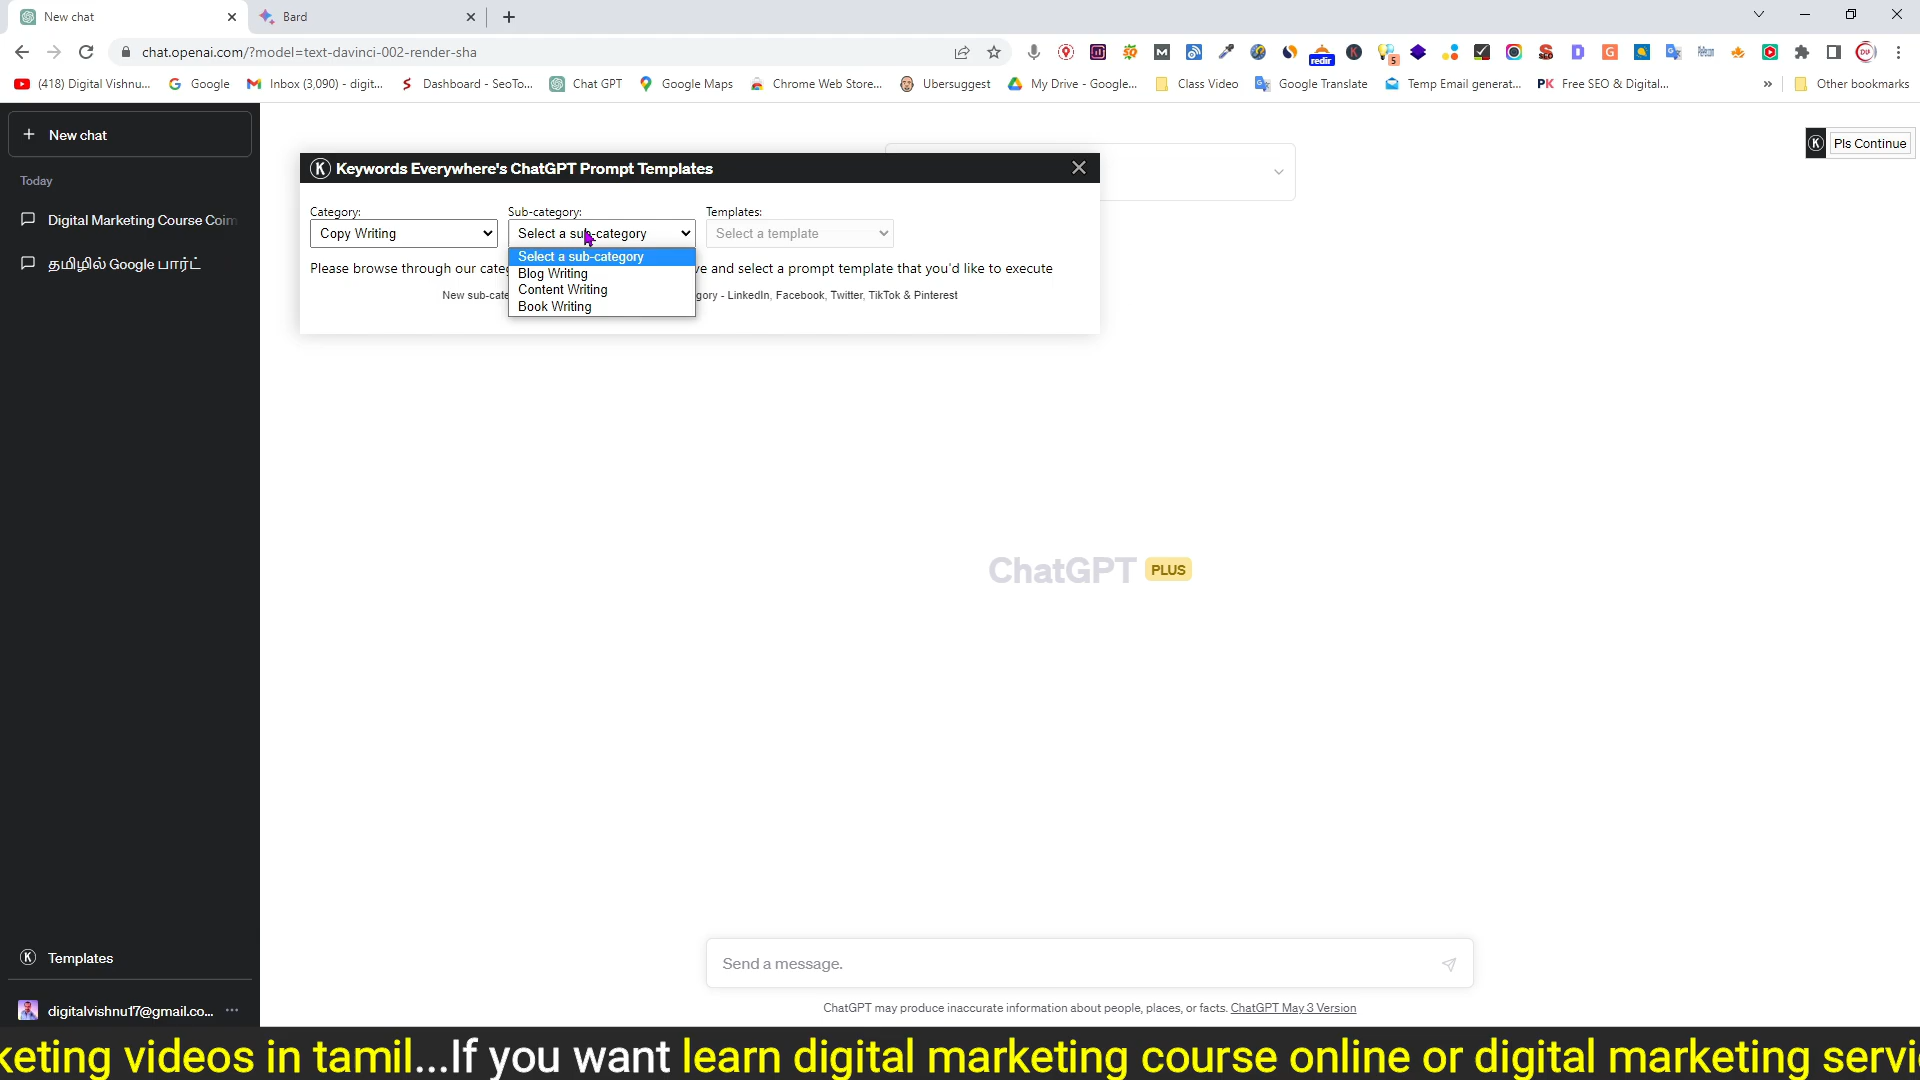 New chat
Bard
chat.openai.com/?model=text-davinci-002-render-sha
redir
5
(418) Digital Vishnu...
Google
Inbox (3,090) - digit...
Dashboard - SeoTo...
Chat GPT
Google Maps
Chrome Web Store...
Ubersuggest
My Drive - Google...
Class Video
Google Translate
Temp Email generat...
PK Free SEO & Digital...
Other bookmarks
New chat
Pls Continue
Keywords Everywhere's ChatGPT Prompt Templates
Today
Digital Marketing Course Coim
தமிழில் Google பார்ட்
Category:
Sub-category:
Templates:
Copy Writing
Select a sub-category
Select a template
Select a sub-category
Blog Writing
Content Writing
Book Writing
Please browse through our categ
ve and select a prompt template that you'd like to execute
New sub-cate
gory - LinkedIn, Facebook, Twitter, TikTok & Pinterest
ChatGPT PLUS
Templates
Send a message.
digitalvishnu17@gmail.co...
ChatGPT may produce inaccurate information about people, places, or facts. ChatGPT May 3 Version
keting videos in tamil...If you want learn digital marketing course online or digital marketing servi